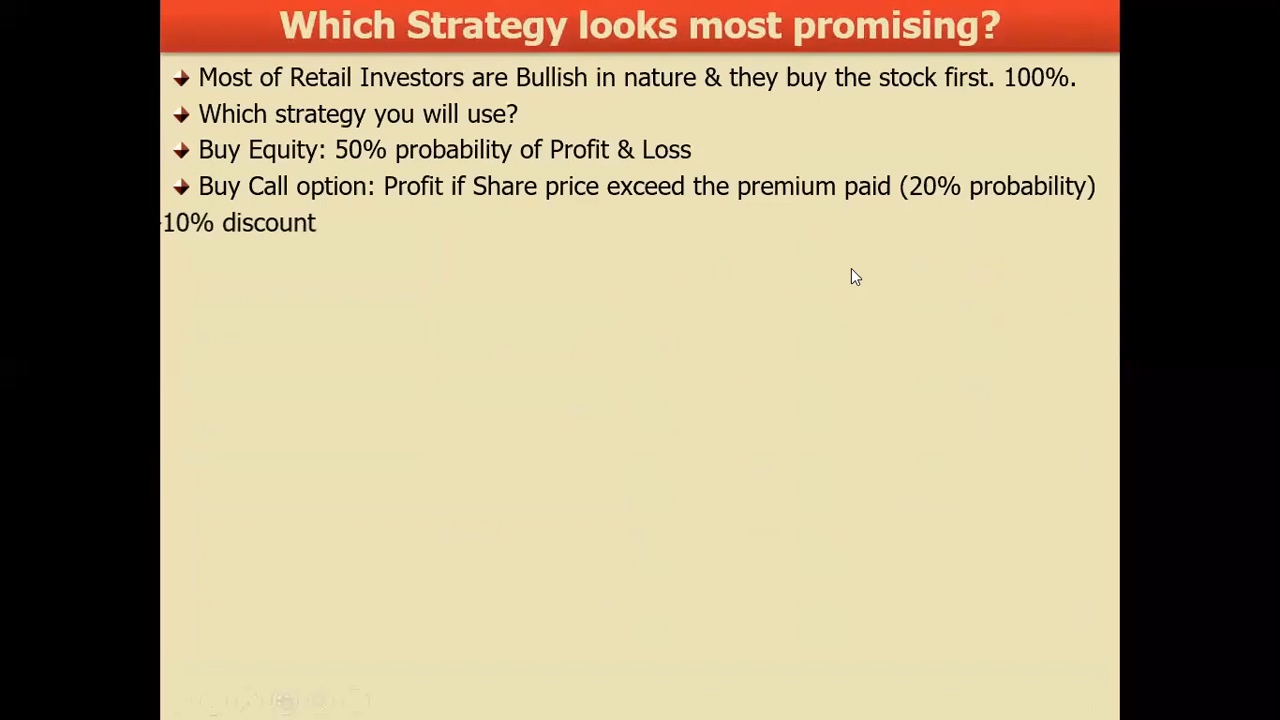 Which Strategy looks most promising?
Most of Retail Investors are Bullish in nature & they buy the stock first. 100%.
Which strategy you will use?
Buy Equity: 50% probability of Profit & Loss
Buy Call option: Profit if Share price exceed the premium paid (20% probability)
-10% discount